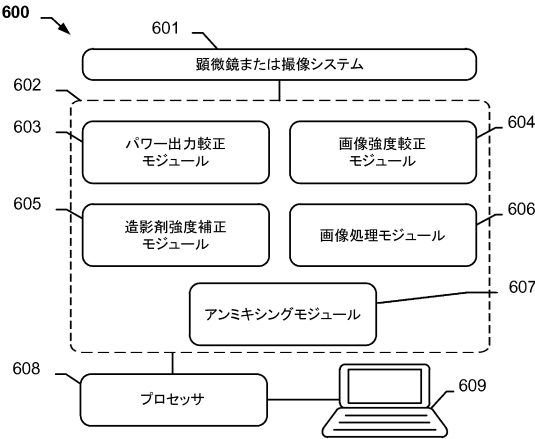 600
601
顕微鏡または撮像システム
602
603
パワー出力較正
モジュール
604
画像強度較正
モジュール
605
造影剤強度補正
モジュール
606
画像処理モジュール
607
アンミキシングモジュール
608
プロセッサ
609